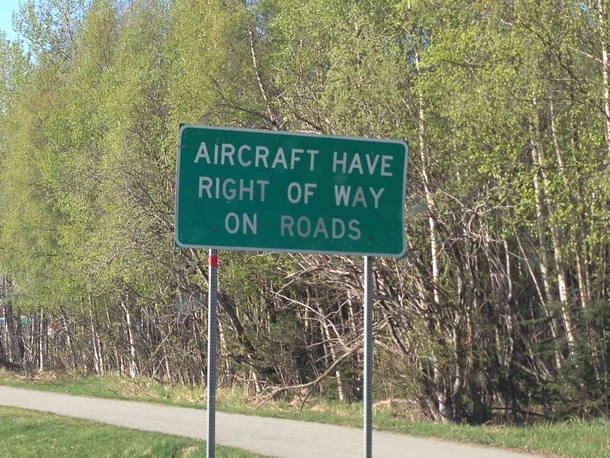 AIRCRAFT HAVE
RIGHT OF WAY
ON ROADS